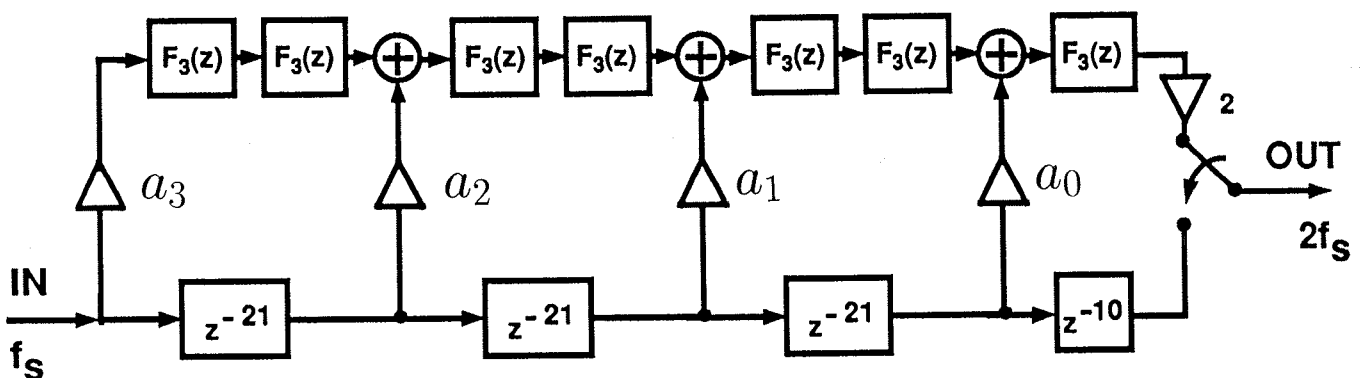 F₃(z) F₃(z) F₃(z) F₃(z) F₃(z) F₃(z) F₃(z)
2
OUT
a₃ a₂ a₁ a₀
2fₛ
IN
z⁻²¹ z⁻²¹ z⁻²¹ z⁻¹⁰
fₛ